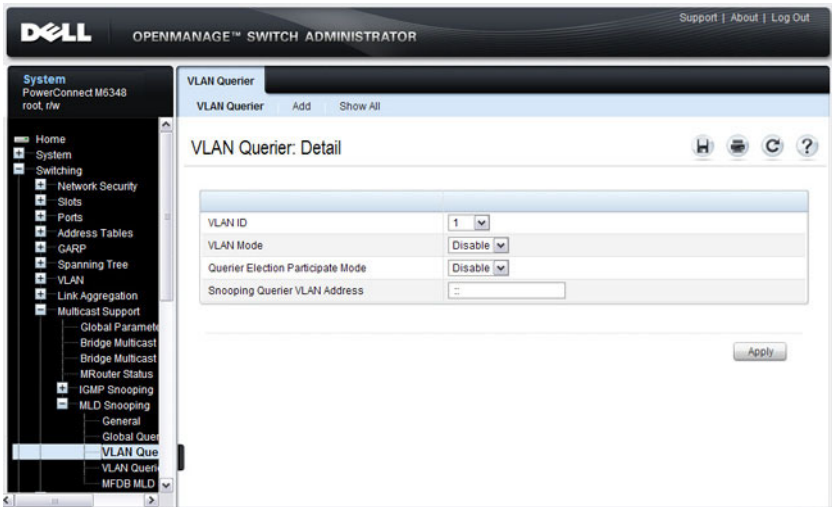 Support | About | Log Out
DELL
OPENMANAGE™ SWITCH ADMINISTRATOR
System
PowerConnect M6348
root, r/w
Home
System
Switching
Network Security
Slots
Ports
Address Tables
GARP
Spanning Tree
VLAN
Link Aggregation
Multicast Support
Global Paramete
Bridge Multicast
Bridge Multicast
MRouter Status
IGMP Snooping
MLD Snooping
General
Global Quer
VLAN Que
VLAN Queri
MFDB MLD
VLAN Querier
VLAN Querier Add Show All
VLAN Querier: Detail
VLAN ID 1
VLAN Mode Disable
Querier Election Participate Mode Disable
Snooping Querier VLAN Address ::
Apply